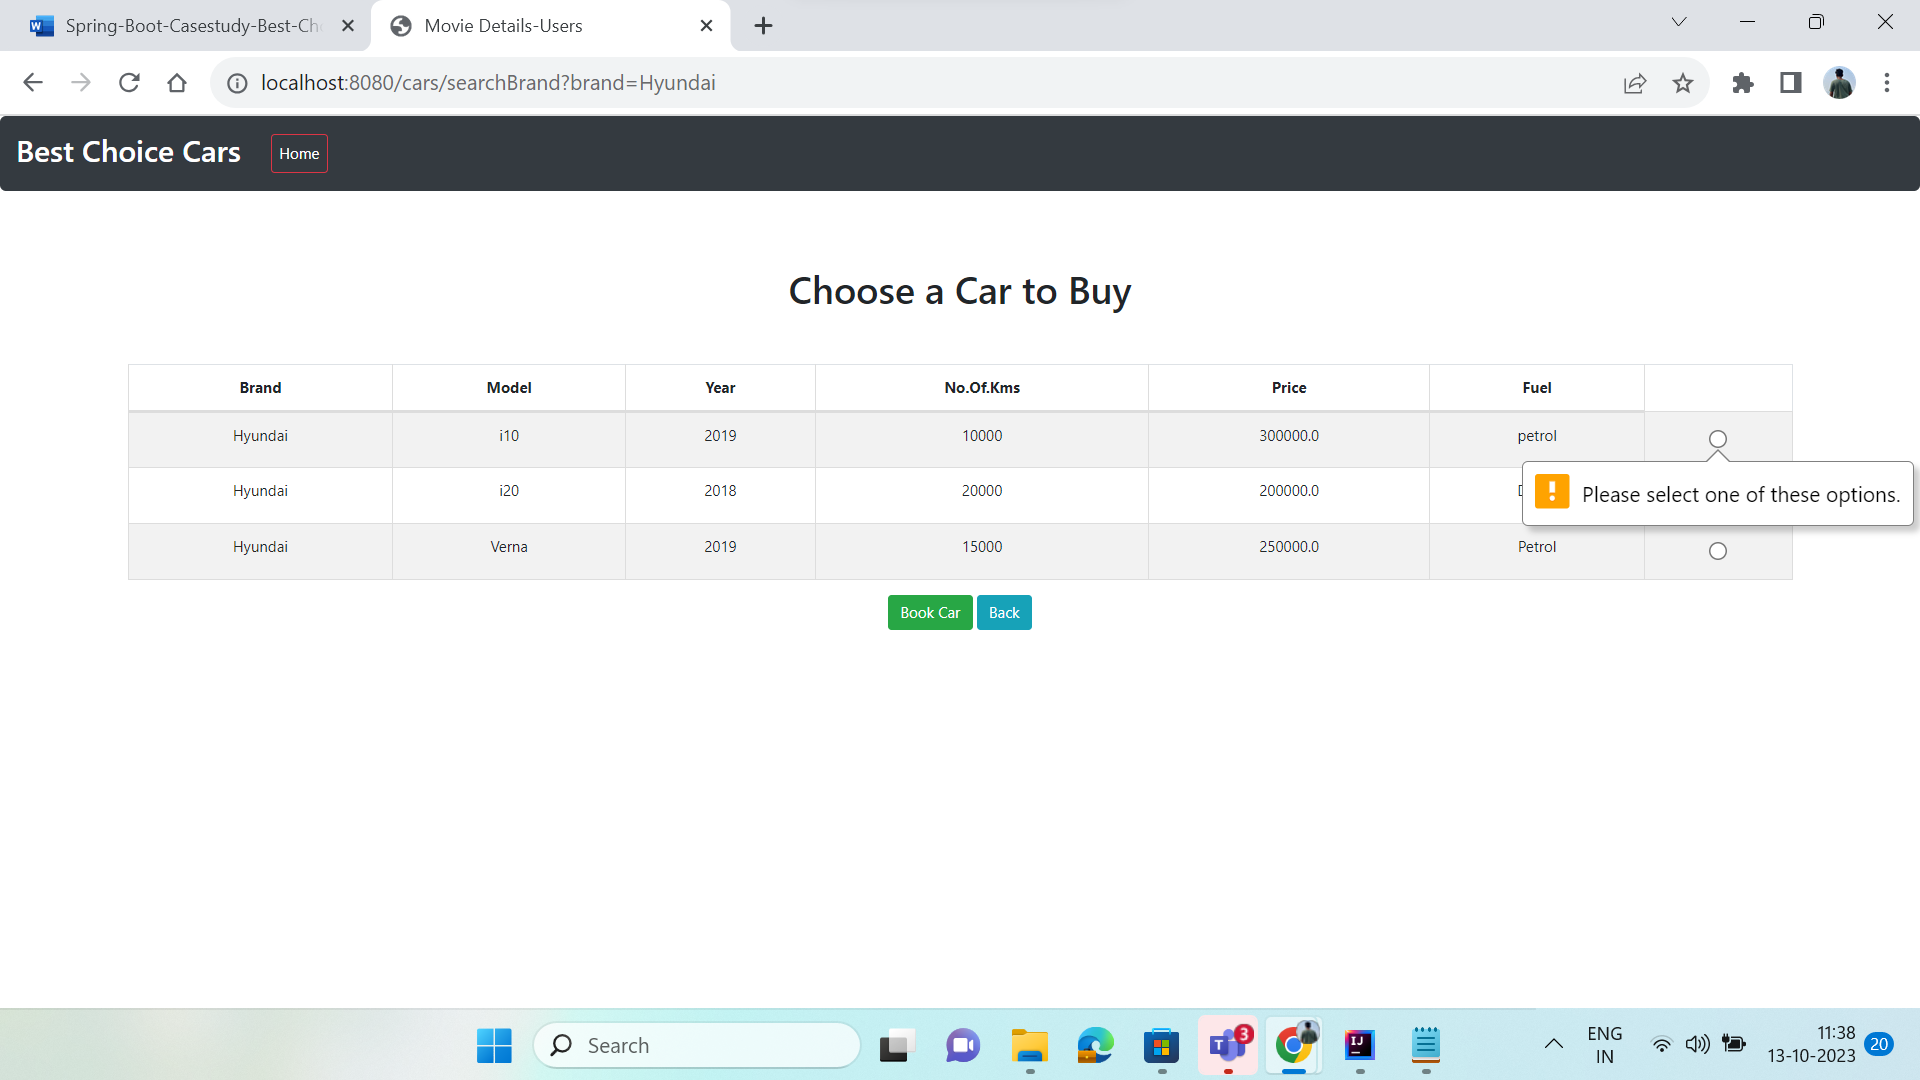 Spring-Boot-Casestudy-Best-Ch
Movie Details-Users
localhost:8080/cars/searchBrand?brand=Hyundai
Best Choice Cars
Home
Choose a Car to Buy
Brand Model Year No.Of.Kms Price Fuel
Hyundai i10 2019 10000 300000.0 petrol
Hyundai i20 2018 20000 200000.0
Please select one of these options.
Hyundai Verna 2019 15000 250000.0 Petrol
Book Car Back
Search
3
ENG
IN
11:38
13-10-2023
20